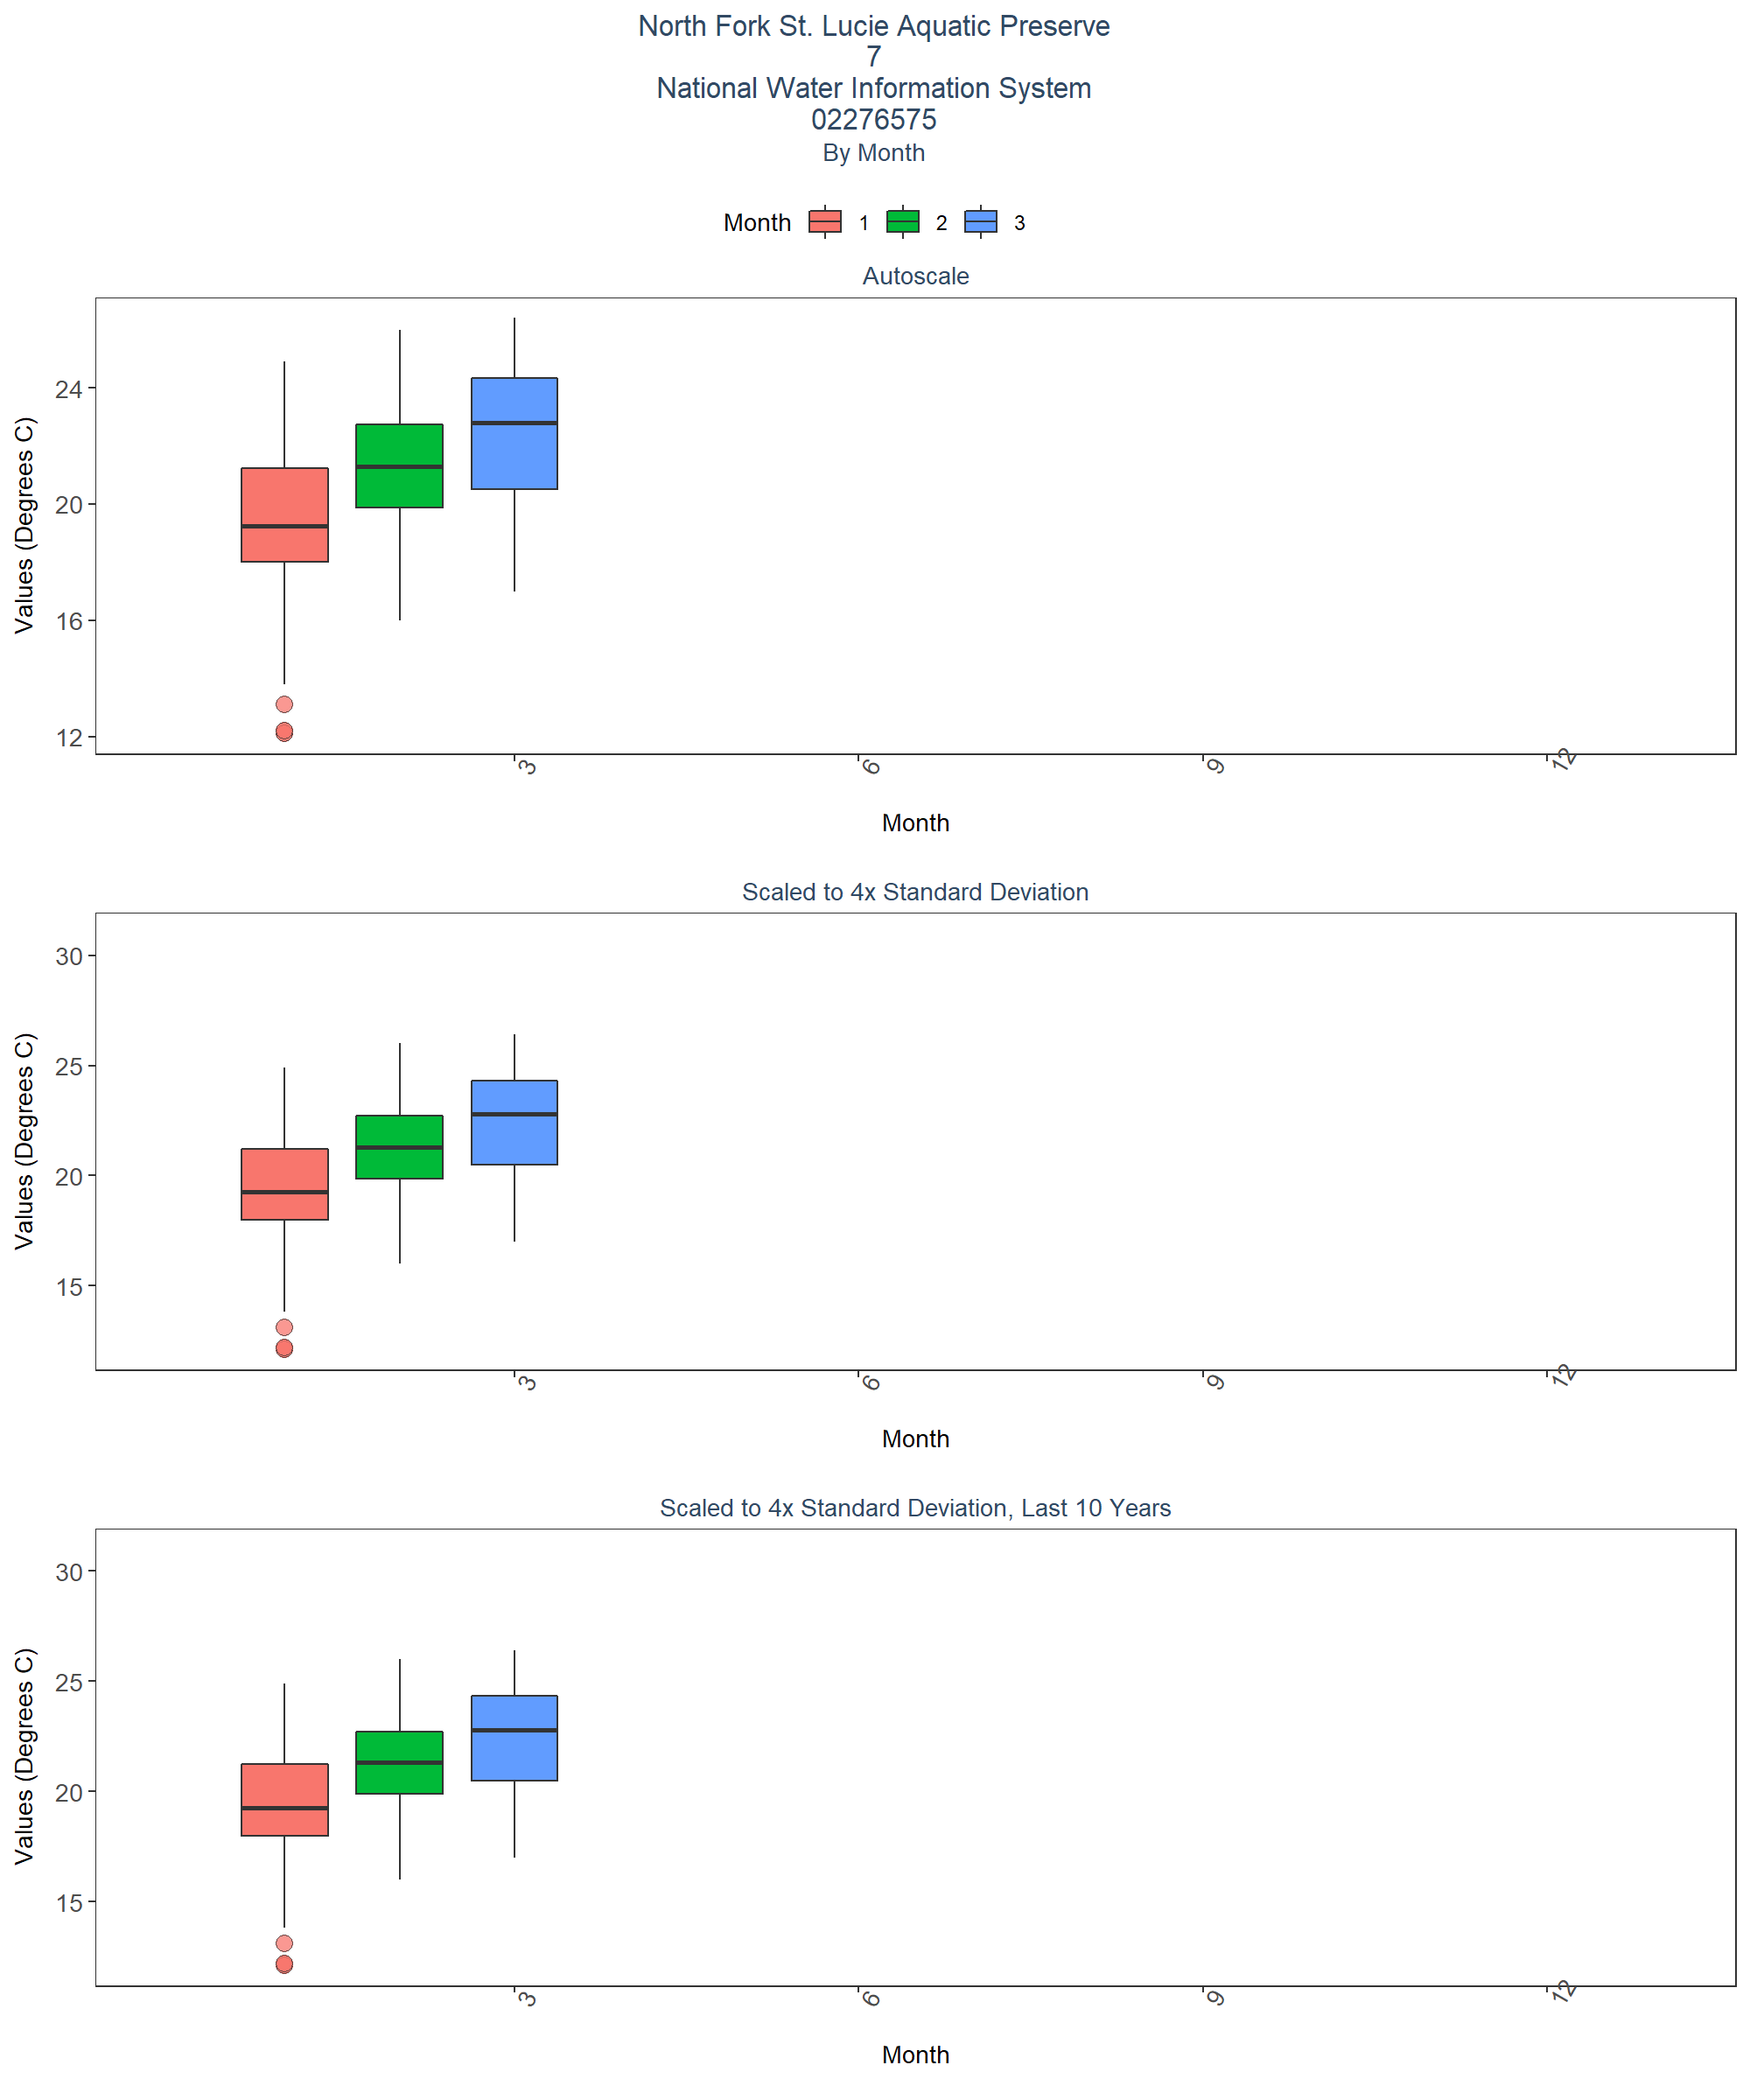 North Fork St. Lucie Aquatic Preserve
7
National Water Information System
02276575
By Month
Month 1 2 3
Autoscale
Values (Degrees C)
24
20
16
12
3 6 9 12
Month
Scaled to 4x Standard Deviation
Values (Degrees C)
30
25
20
15
3 6 9 12
Month
Scaled to 4x Standard Deviation, Last 10 Years
Values (Degrees C)
30
25
20
15
3 6 9 12
Month